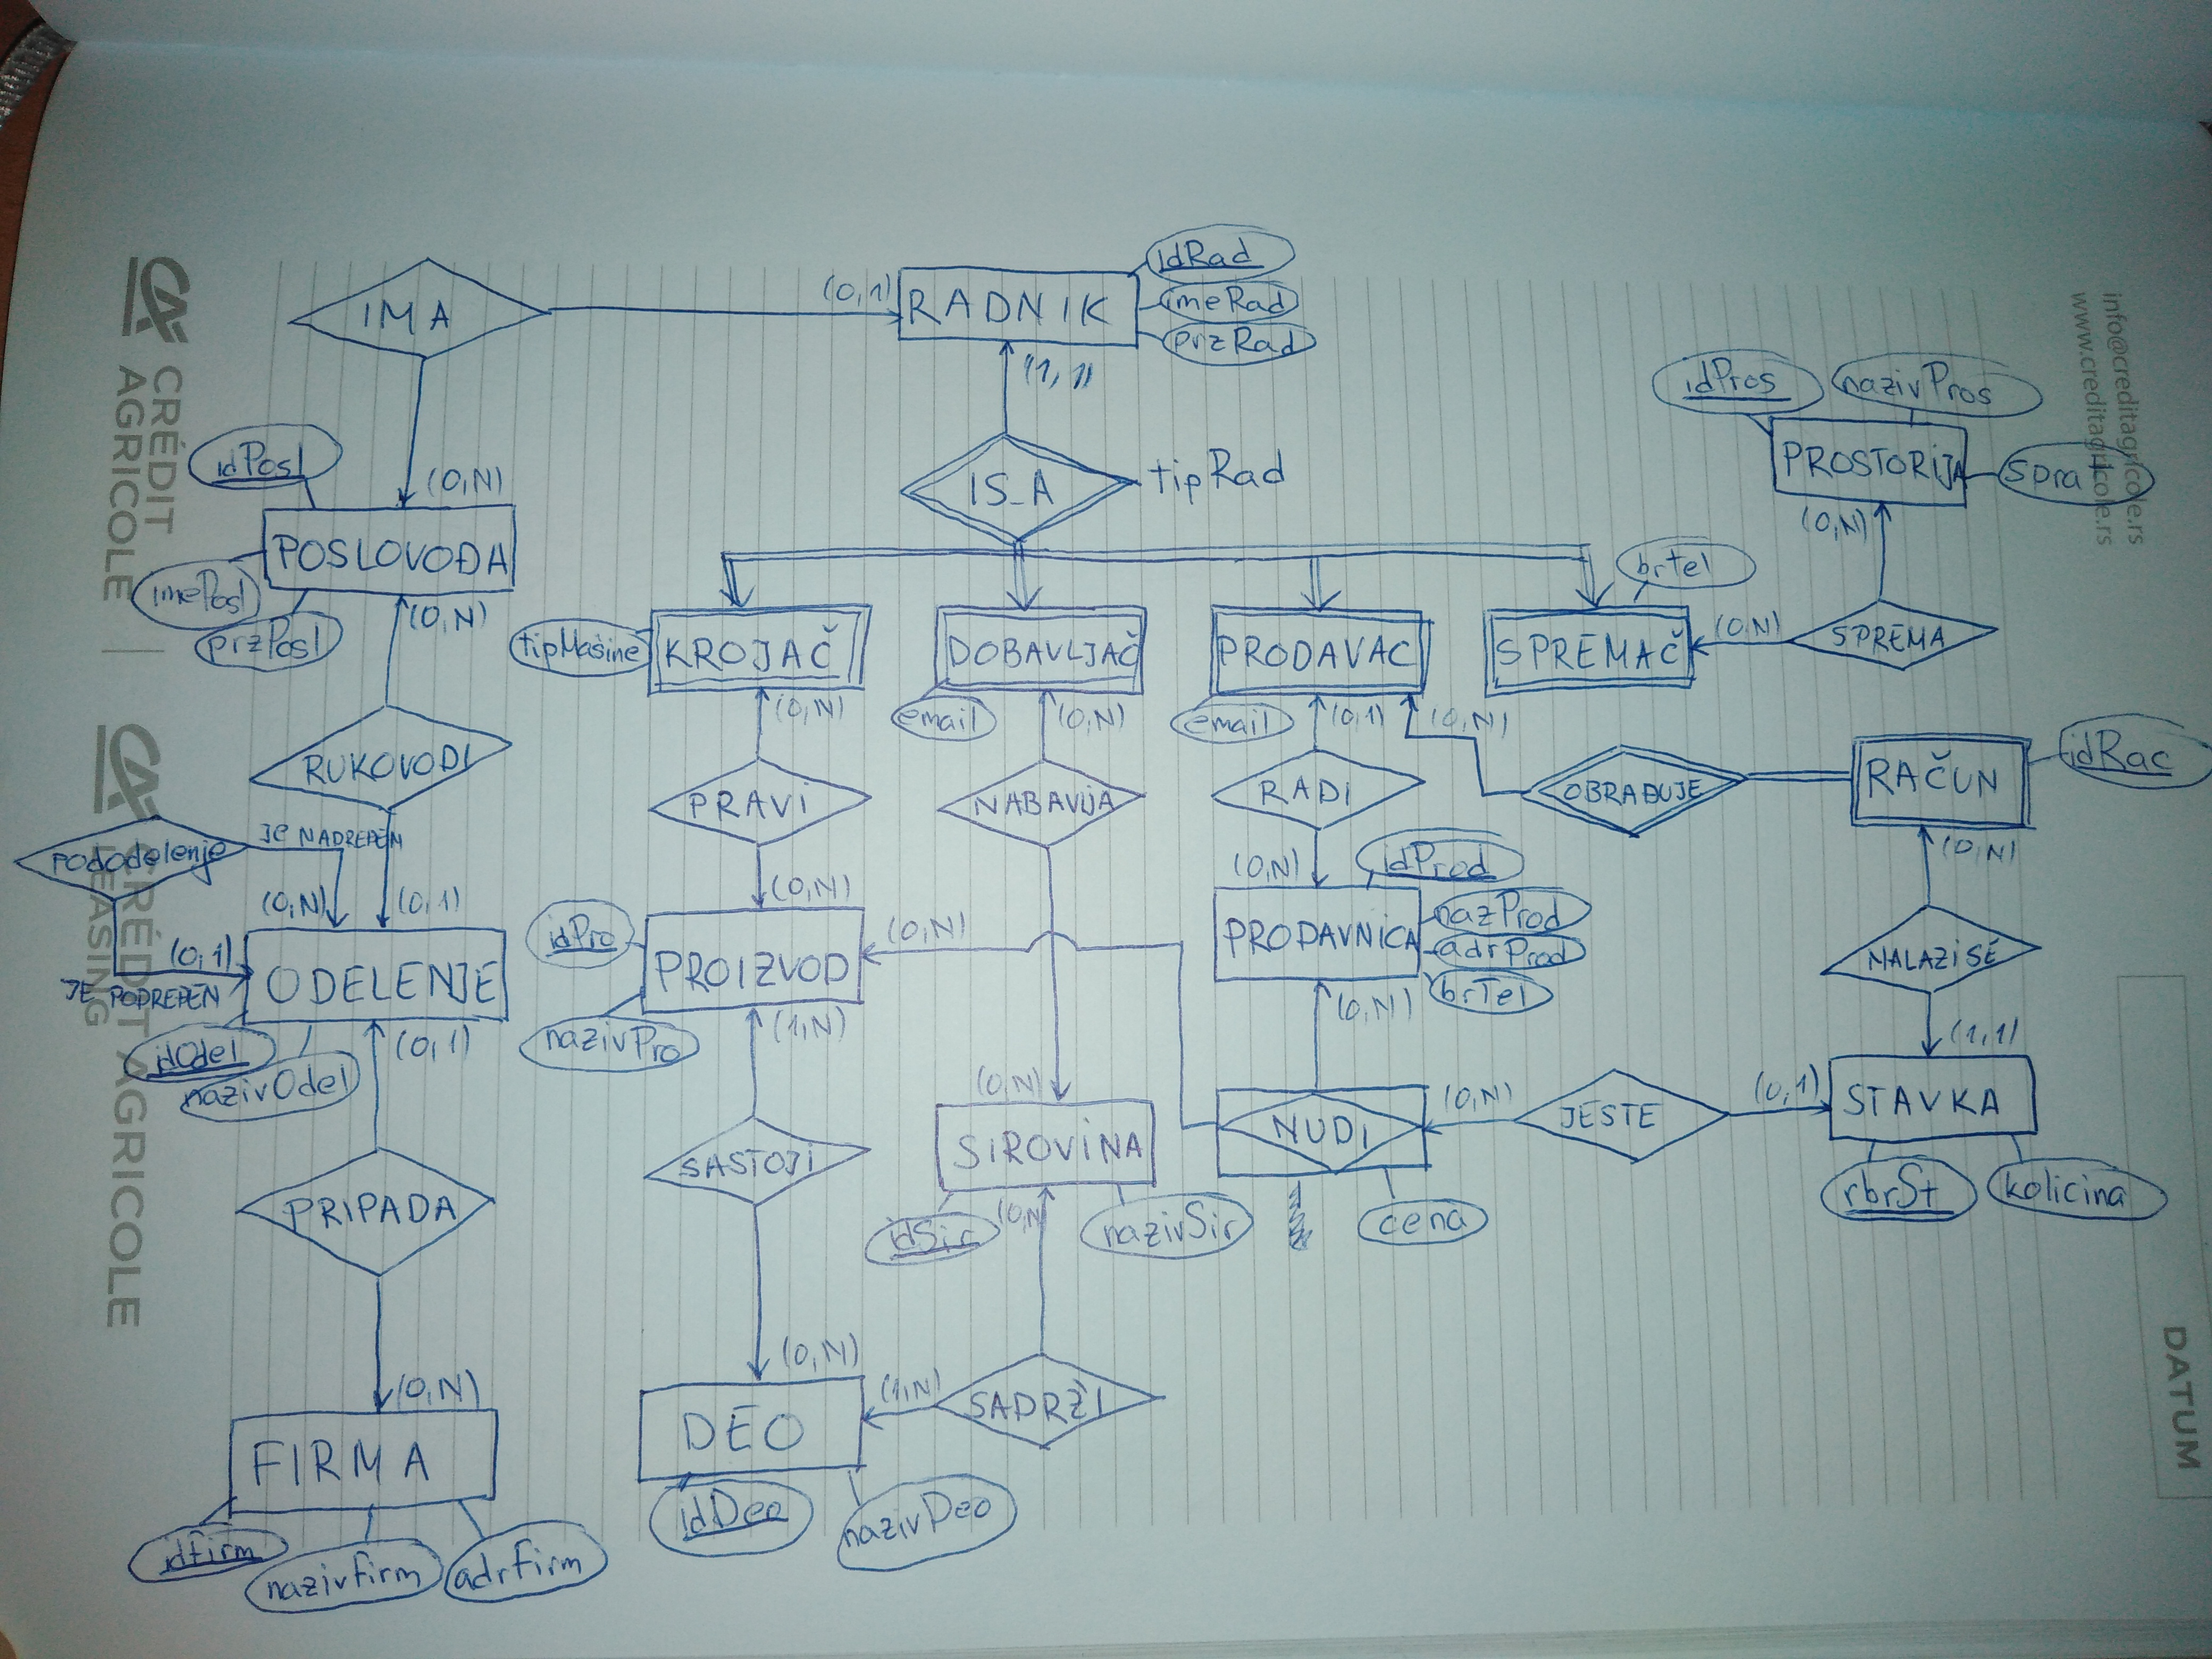 idRad
IMA
(0,1)
RADNIK
imeRad
przRad
(1,1)
info@creditagricole.rs
www.creditagricole.rs
CRÉDIT
AGRICOLE
idPros
nazivPros
PROSTORIJA
sprat
(0,N)
idPosl
(0,N)
IS_A
tipRad
POSLOVOĐA
imePosl
przPosl
(0,N)
brtel
tipMašine
KROJAČ
DOBAVLJAČ
PRODAVAC
SPREMAČ
(0,N)
SPREMA
email
email
(0,N)
(0,N)
(0,1)
(0,N)
RUKOVODI
PRAVI
NABAVLJA
RADI
OBRAĐUJE
RAČUN
idRac
JE NADREĐEN
Pododelenje
(0,N)
(0,1)
(0,N)
(0,N)
idProd
(0,N)
(0,1)
JE PODREĐEN
ODELENJE
idPro
PROIZVOD
(0,N)
PRODAVNICA
nazProd
adrProd
brTel
NALAZI SE
idOdel
nazivOdel
(0,1)
nazivPro
(1,N)
(0,N)
(1,1)
CRÉDIT AGRICOLE
LEASING
(0,N)
NUDI
(0,N)
JESTE
(0,1)
STAVKA
SASTOJI
SIROVINA
PRIPADA
idSir
(0,N)
nazivSir
cena
rbrSt
kolicina
(0,N)
(0,N)
(1,N)
SADRŽI
FIRMA
DEO
DATUM
idfirm
nazivfirm
adrfirm
idDeo
nazivDeo